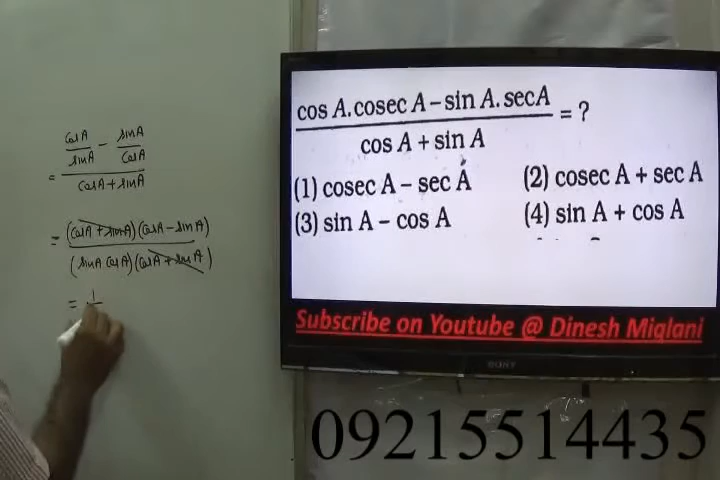 = (cosA/sinA - sinA/cosA) / (cosA + sinA)
= (cosA + sinA)(cosA - sinA) / (sinA cosA)(cosA + sinA)
= 1
cos A.cosec A – sin A.secA / cos A + sin A = ?
(1) cosec A – sec A
(2) cosec A + sec A
(3) sin A – cos A
(4) sin A + cos A
Subscribe on Youtube @ Dinesh Miglani
SONY
09215514435